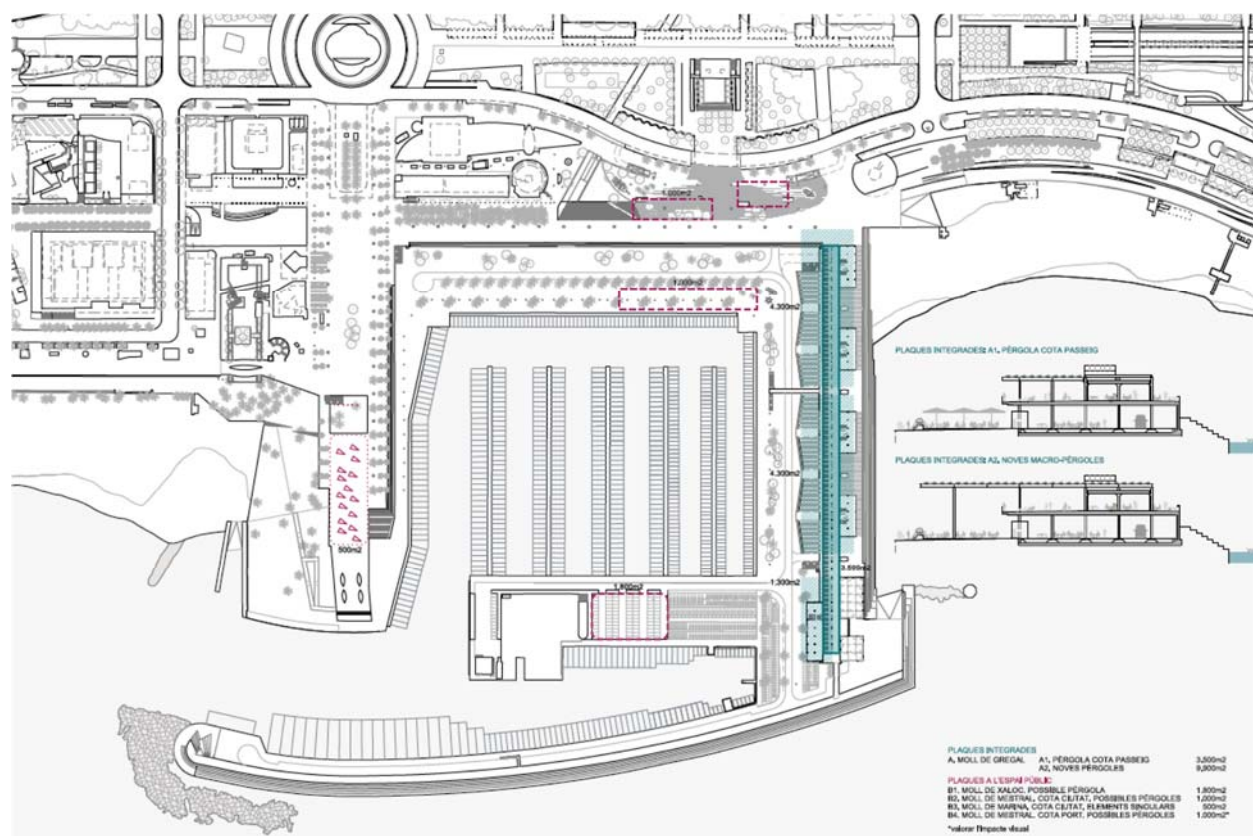 1.000m2
1.000m2
4.300m2
PLAQUES INTEGRADES: A1, PÈRGOLA COTA PASSEIG
4.300m2
PLAQUES INTEGRADES: A2, NOVES MACRO-PÈRGOLES
500m2
1.800m2
1.300m2
3.500m2
PLAQUES INTEGRADES
A, MOLL DE GREGAL A1, PÈRGOLA COTA PASSEIG 3,500m2
A2, NOVES PÈRGOLES 9,900m2
PLAQUES A L'ESPAI PÚBLIC
B1, MOLL DE XALOC, POSSIBLE PÈRGOLA 1.800m2
B2, MOLL DE MESTRAL, COTA CIUTAT, POSSIBLES PÈRGOLES 1,000m2
B3, MOLL DE MARINA, COTA CIUTAT, ELEMENTS SINGULARS 500m2
B4, MOLL DE MESTRAL, COTA PORT, POSSIBLES PÈRGOLES 1.000m2*
*valorar l'impacte visual